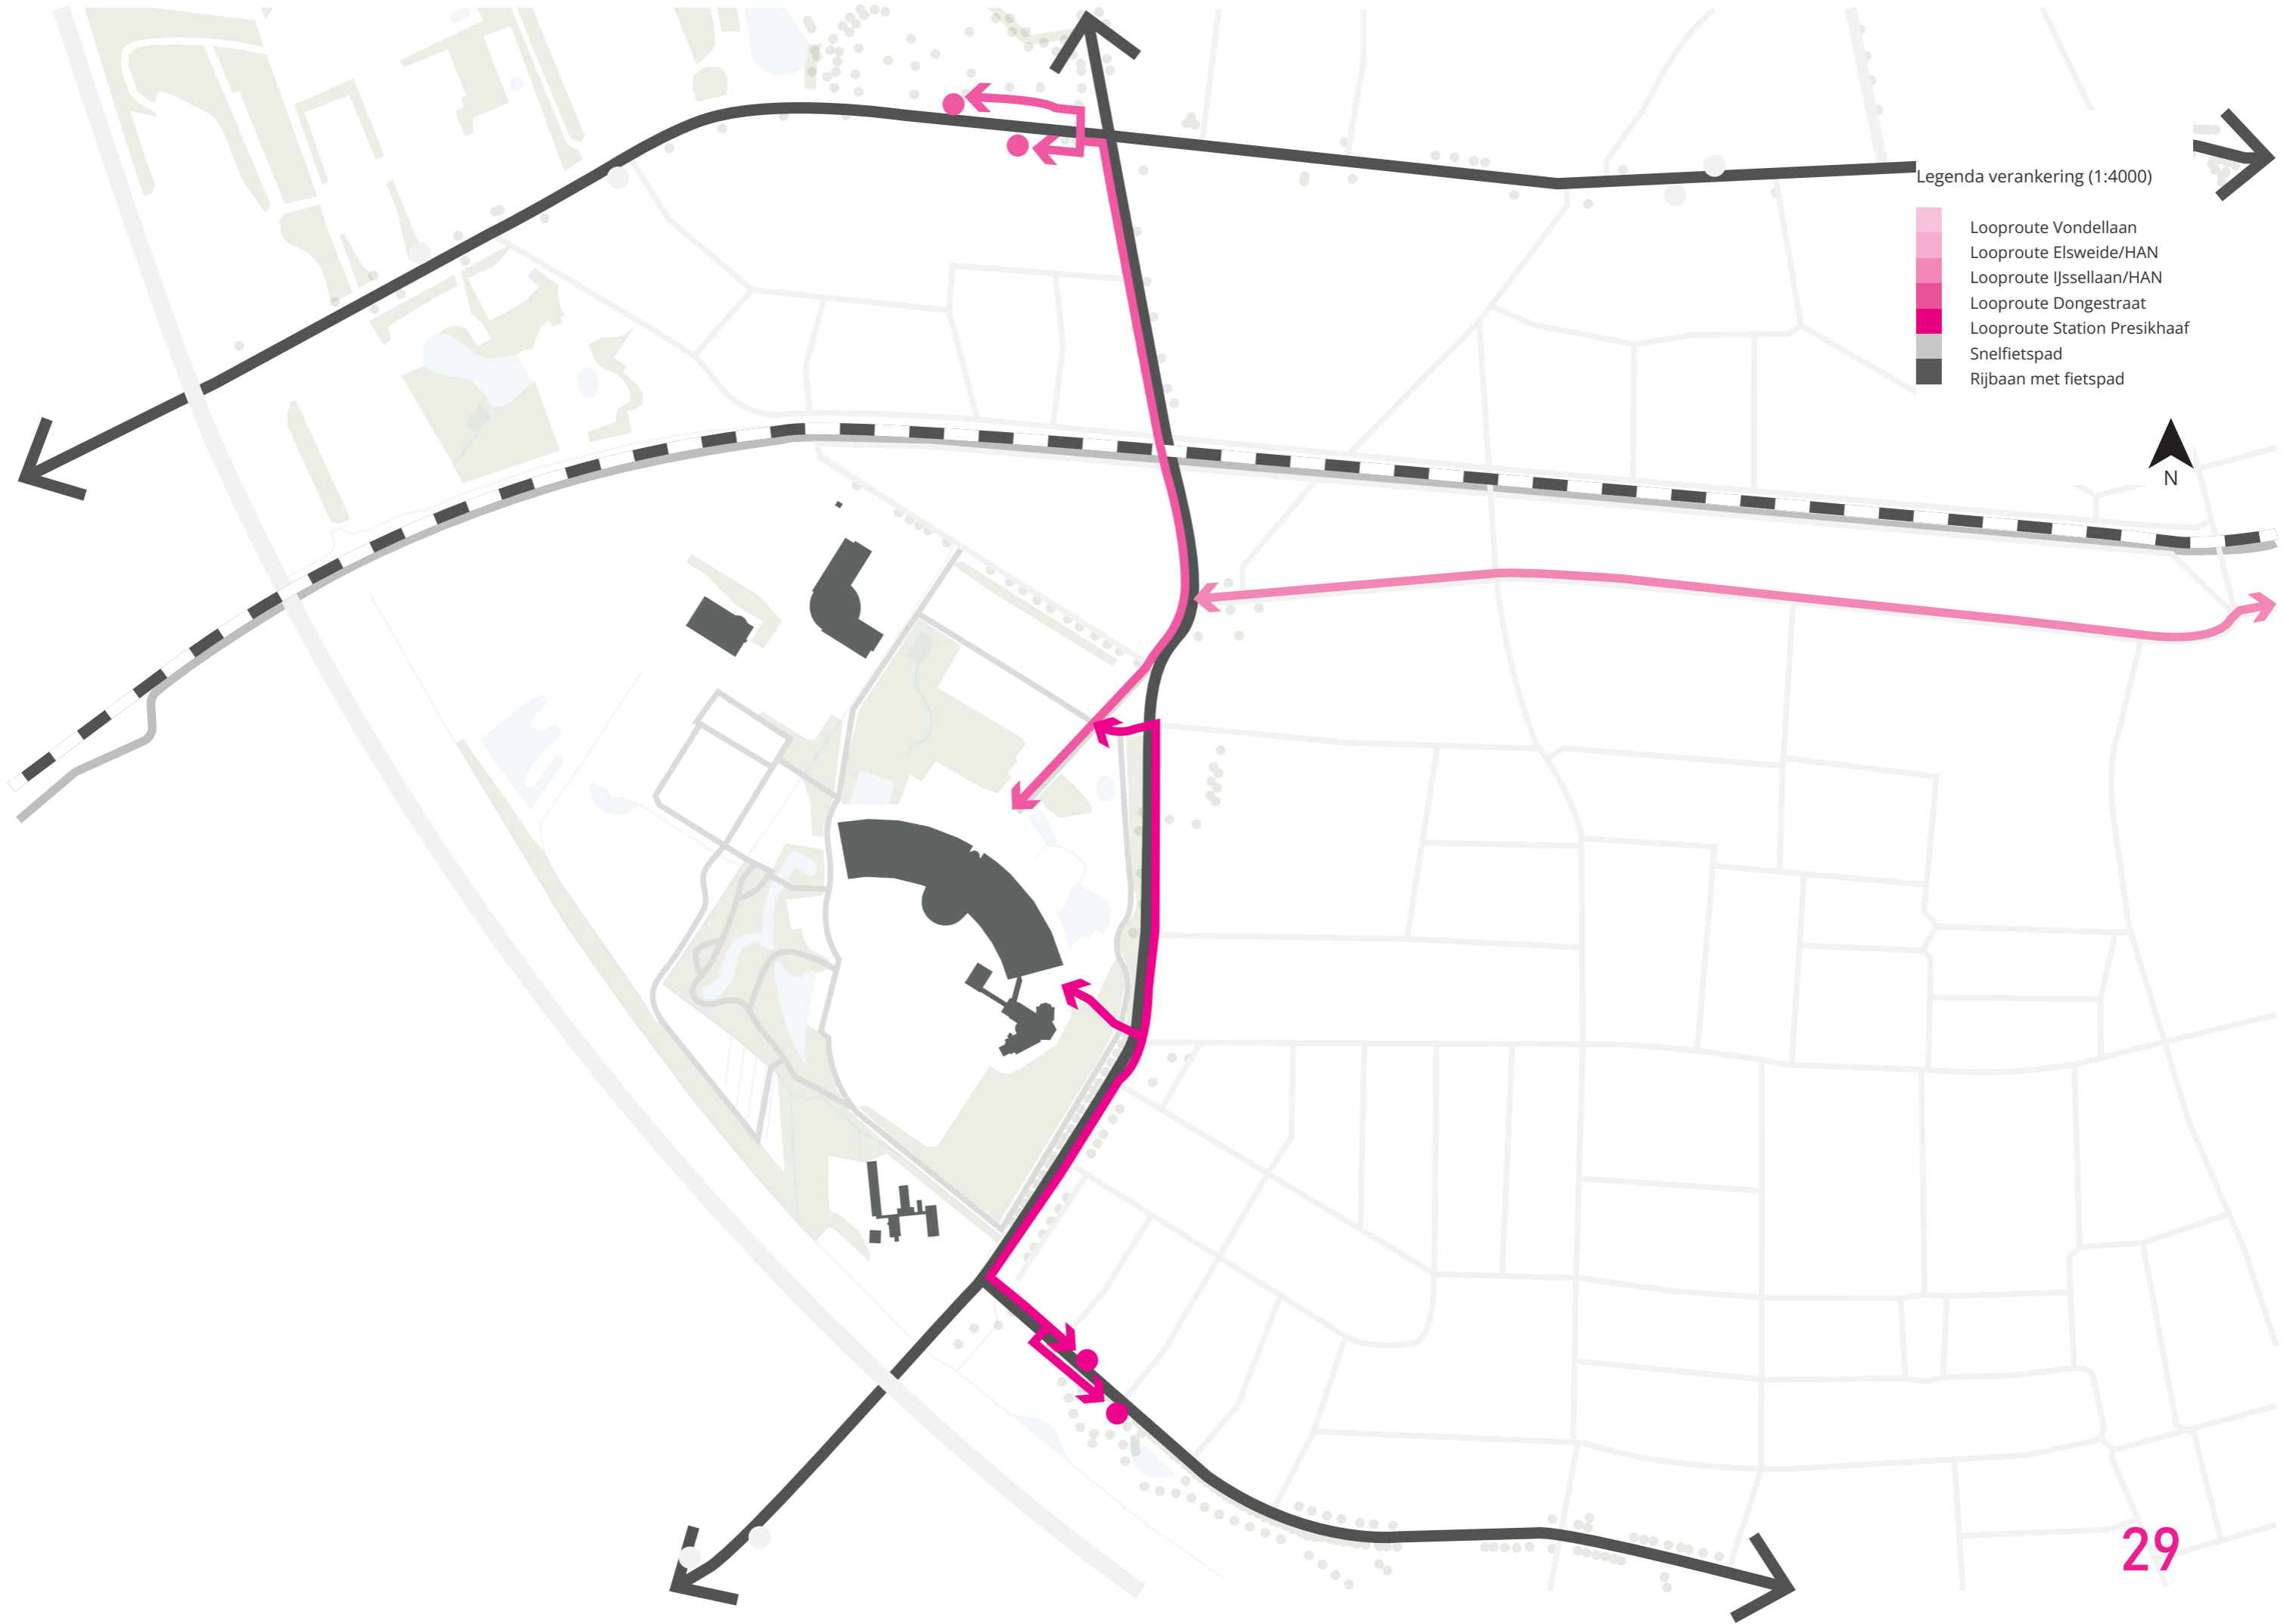 Legenda verankering (1:4000)
Looproute Vondellaan
Looproute Elsweide/HAN
Looproute IJssellaan/HAN
Looproute Dongestraat
Looproute Station Presikhaaf
Snelfietspad
Rijbaan met fietspad
N
29